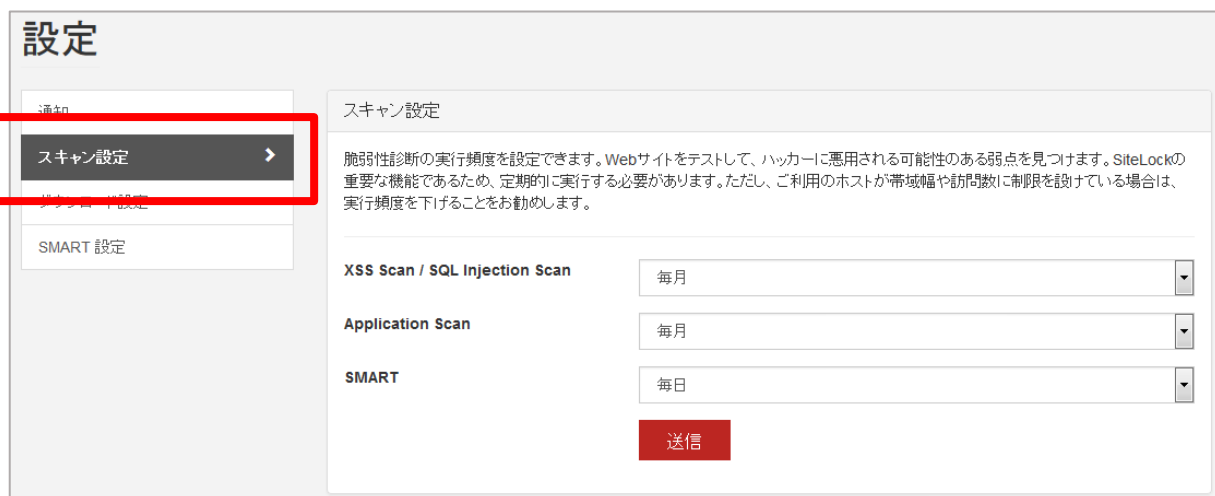 設定
通知
スキャン設定
ダウンロード設定
SMART 設定
スキャン設定
脆弱性診断の実行頻度を設定できます。Webサイトをテストして、ハッカーに悪用される可能性のある弱点を見つけます。SiteLockの
重要な機能であるため、定期的に実行する必要があります。ただし、ご利用のホストが帯域幅や訪問数に制限を設けている場合は、
実行頻度を下げることをお勧めします。
XSS Scan / SQL Injection Scan
毎月
Application Scan
毎月
SMART
毎日
送信